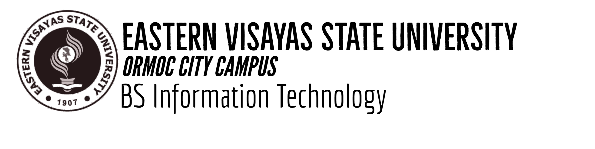 EASTERN VISAYAS STATE UNIVERSITY
• 1907 •
EASTERN VISAYAS STATE UNIVERSITY
ORMOC CITY CAMPUS
BS Information Technology